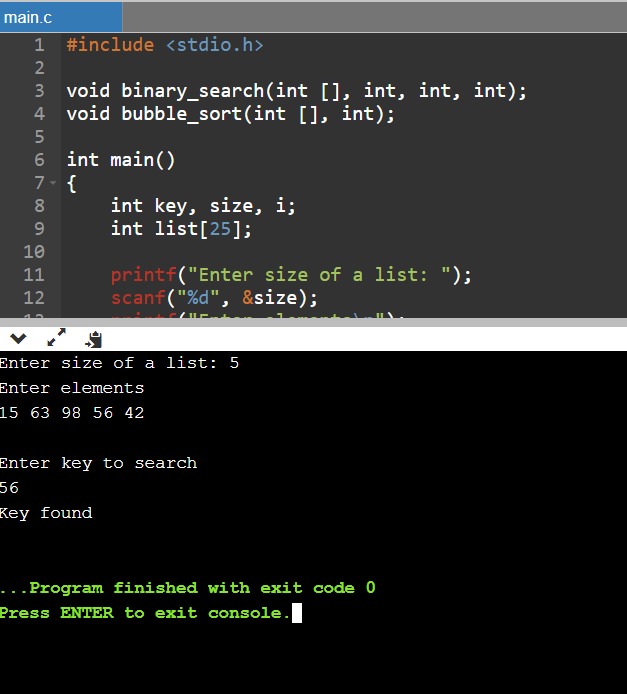 main.c
1 #include <stdio.h>
2
3 void binary_search(int [], int, int, int);
4 void bubble_sort(int [], int);
5
6 int main()
7 {
8 int key, size, i;
9 int list[25];
10
11 printf("Enter size of a list: ");
12 scanf("%d", &size);
Enter size of a list: 5
Enter elements
15 63 98 56 42
Enter key to search
56
Key found
...Program finished with exit code 0
Press ENTER to exit console.